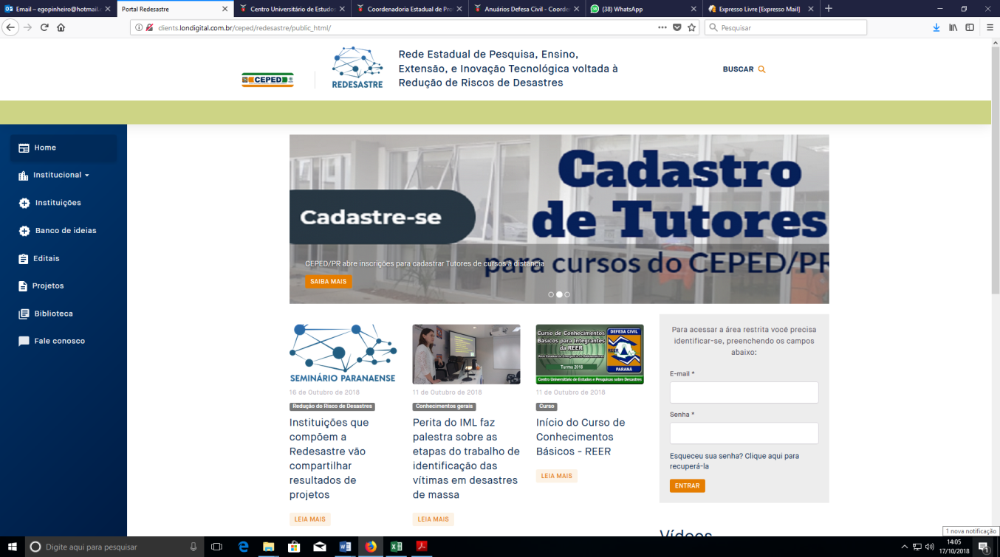 Email – egopinheiro@hotmail.c
Portal Redesastre
Centro Universitário de Estudos
Coordenadoria Estadual de Pro
Anuários Defesa Civil - Coorde
(38) WhatsApp
Expresso Livre [Expresso Mail]
clients.londigital.com.br/ceped/redesastre/public_html/
Pesquisar
CEPED
REDESASTRE
Rede Estadual de Pesquisa, Ensino,
Extensão, e Inovação Tecnológica voltada à
Redução de Riscos de Desastres
BUSCAR
Home
Institucional
Instituições
Banco de ideias
Editais
Projetos
Biblioteca
Fale conosco
Cadastro
de Tutores
para cursos do CEPED/PR
Cadastre-se
CEPED/PR abre inscrições para cadastrar Tutores de cursos à distância
SAIBA MAIS
SEMINÁRIO PARANAENSE
16 de Outubro de 2018
Redução do Risco de Desastres
Instituições que
compõem a
Redesastre vão
compartilhar
resultados de
projetos
LEIA MAIS
11 de Outubro de 2018
Conhecimentos gerais
Perita do IML faz
palestra sobre as
etapas do trabalho de
identificação das
vítimas em desastres
de massa
LEIA MAIS
Curso de Conhecimentos
Básicos para Integrantes
da REER
Turma 2018
Centro Universitário de Estudos e Pesquisas sobre Desastres
DEFESA CIVIL
REER
PARANÁ
11 de Outubro de 2018
Curso
Início do Curso de
Conhecimentos
Básicos - REER
LEIA MAIS
Para acessar a área restrita você precisa
identificar-se, preenchendo os campos
abaixo:
E-mail *
Senha *
Esqueceu sua senha? Clique aqui para
recuperá-la
ENTRAR
Vídeos
1 nova notificação
Digite aqui para pesquisar
14:05
17/10/2018